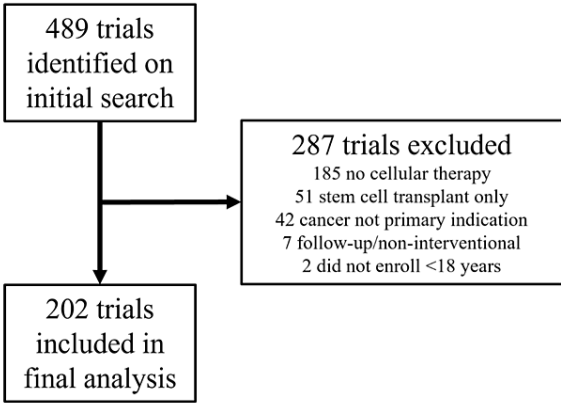 489 trials
identified on
initial search
287 trials excluded
185 no cellular therapy
51 stem cell transplant only
42 cancer not primary indication
7 follow-up/non-interventional
2 did not enroll <18 years
202 trials
included in
final analysis